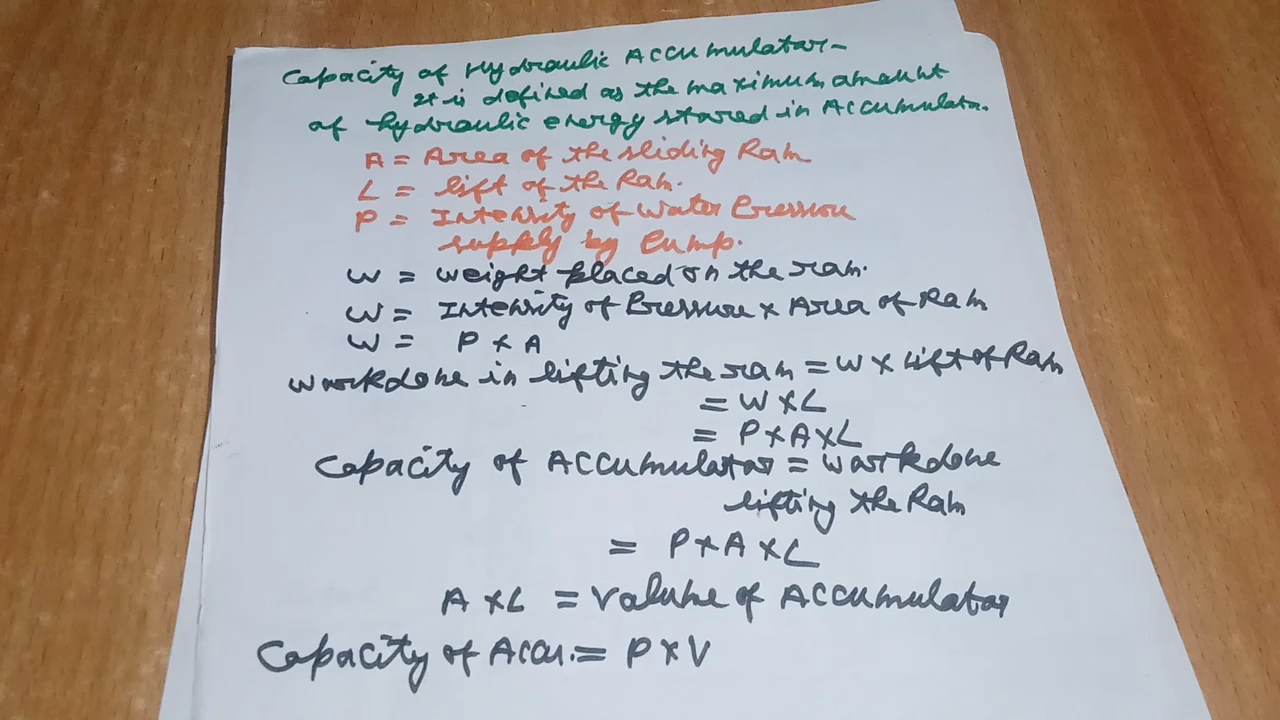 Capacity of Hydraulic Accumulator-
It is defined as the maximum amount
of hydraulic energy stored in Accumulator.
A = Area of the sliding Ram
L = lift of the Ram.
P = Intensity of Water Pressure
supply by Pump.
W = Weight placed on the ram.
W = Intensity of Pressure x Area of Ram
W = P x A
Workdone in lifting the ram = W x Lift of Ram
= W x L
= P x A x L
Capacity of Accumulator = Workdone
lifting the Ram
= P x A x L
A x L = Volume of Accumulator
Capacity of Accu. = P x V